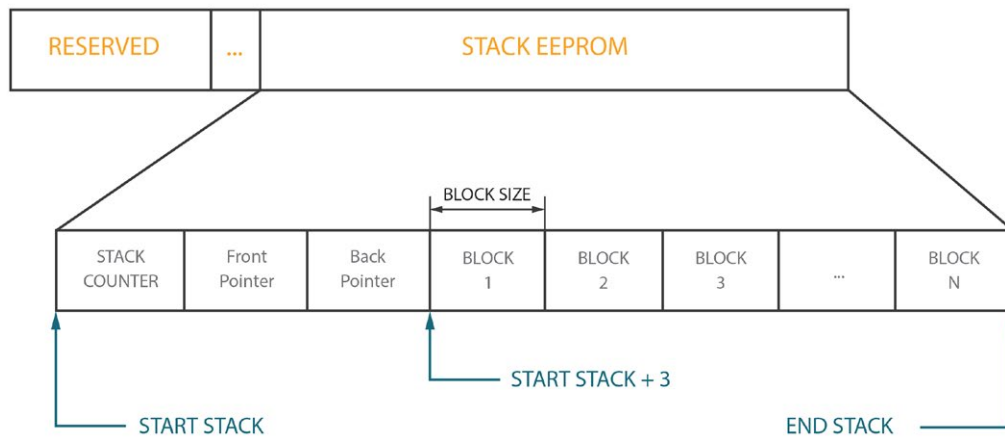 RESERVED
...
STACK EEPROM
BLOCK SIZE
STACK
COUNTER
Front
Pointer
Back
Pointer
BLOCK
1
BLOCK
2
BLOCK
3
...
BLOCK
N
START STACK + 3
START STACK
END STACK